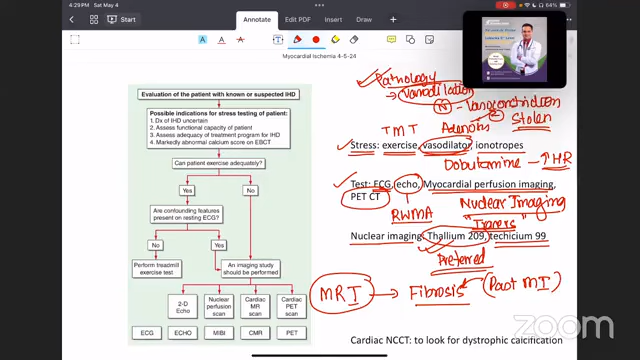 4:29 PM Sat May 4
64%
Annotate
Edit PDF
Insert
Draw
Myocardial Ischemia 4-5-24
Evaluation of the patient with known or suspected IHD
Possible indications for stress testing of patient:
1. Dx of IHD uncertain
2. Assess functional capacity of patient
3. Assess adequacy of treatment program for IHD
4. Markedly abnormal calcium score on EBCT
Can patient exercise adequately?
Yes
No
Are confounding features
present on resting ECG?
No
Yes
Perform treadmill
exercise test
An imaging study
should be performed
2-D
Echo
Nuclear
perfusion
scan
Cardiac
MR
scan
Cardiac
PET
scan
ECG
ECHO
MIBI
CMR
PET
Pathology
→ Vasodilation
N - Vasoconstriction
Stolen
TMT
Stress: exercise, vasodilator, ionotropes
Dobutamine → ↑HR
Test: ECG, echo, Myocardial perfusion imaging,
PET CT
RWMA
Nuclear Imaging
Nuclear imaging: Thallium 209, techicium 99
Preferred
MRI → Fibrosis (Past MI)
Cardiac NCCT: to look for dystrophic calcification
zoom